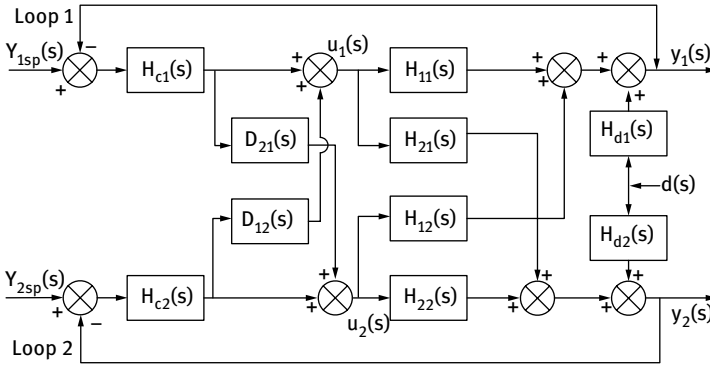 Loop 1
Y1sp(s)
−
+
Hc1(s)
+
+
u1(s)
H11(s)
+
+
+
+
y1(s)
D21(s)
H21(s)
Hd1(s)
d(s)
D12(s)
H12(s)
Hd2(s)
Y2sp(s)
+
−
Hc2(s)
+
+
u2(s)
H22(s)
+
+
+
+
y2(s)
Loop 2